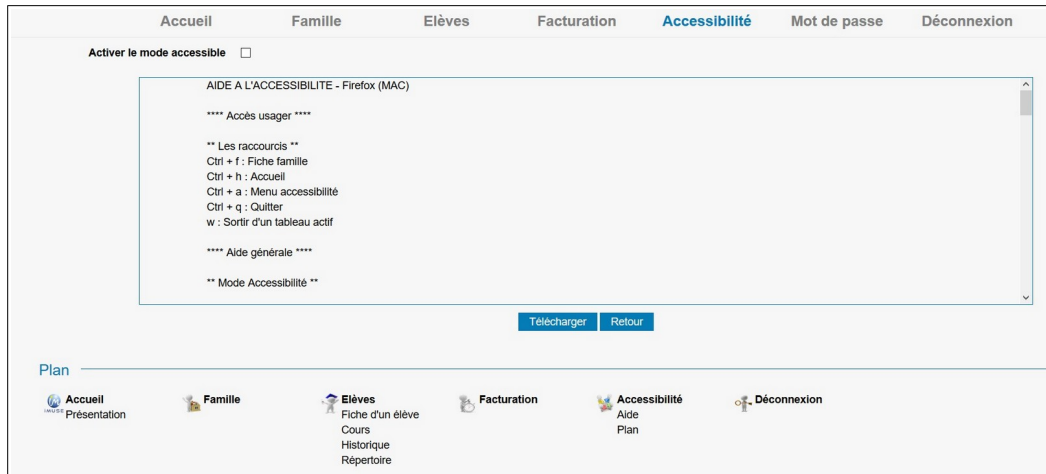 Accueil Famille Elèves Facturation Accessibilité Mot de passe Déconnexion
Activer le mode accessible
AIDE A L'ACCESSIBILITE - Firefox (MAC)
**** Accès usager ****
** Les raccourcis **
Ctrl + f : Fiche famille
Ctrl + h : Accueil
Ctrl + a : Menu accessibilité
Ctrl + q : Quitter
w : Sortir d'un tableau actif
**** Aide générale ****
** Mode Accessibilité **
Télécharger Retour
Plan
iMUSE
Accueil
Présentation
Famille
Elèves
Fiche d'un élève
Cours
Historique
Répertoire
Facturation
Accessibilité
Aide
Plan
Déconnexion